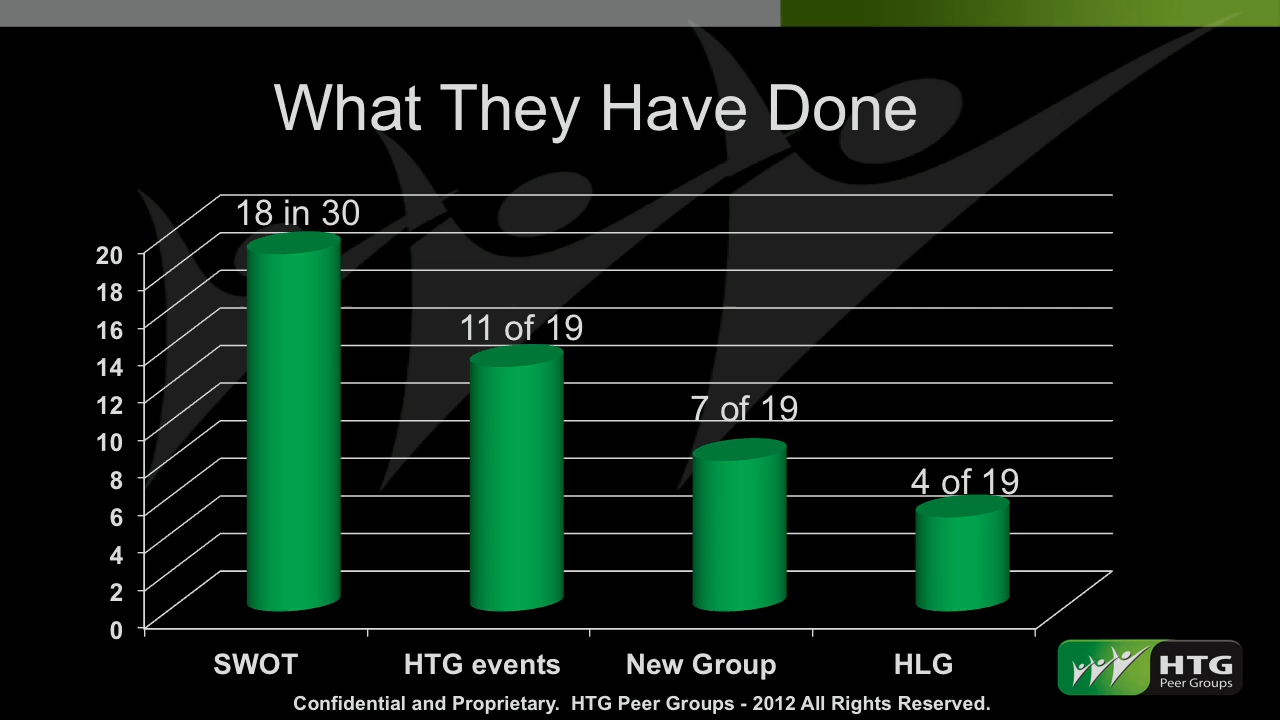 What They Have Done
18 in 30
11 of 19
7 of 19
4 of 19
20
18
16
14
12
10
8
6
4
2
0
SWOT HTG events New Group HLG
HTG
Peer Groups
Confidential and Proprietary. HTG Peer Groups - 2012 All Rights Reserved.